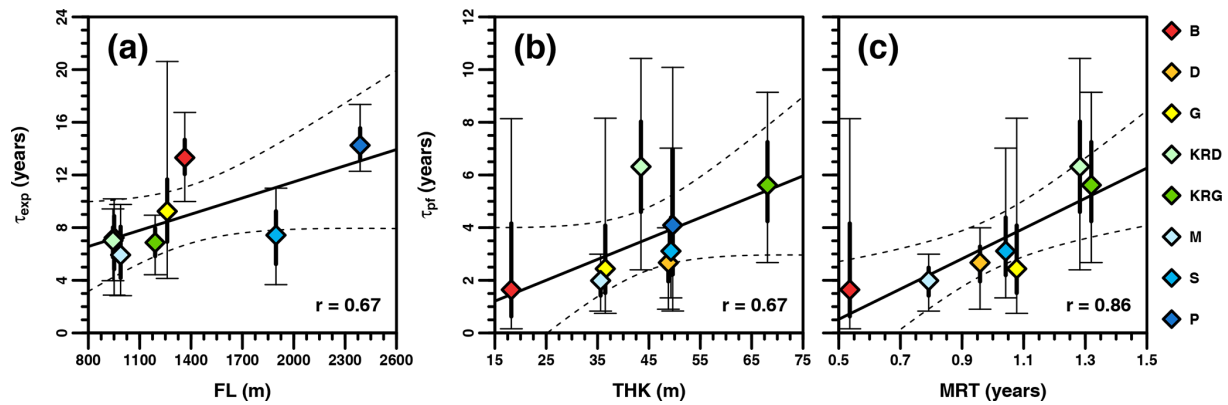 (a)
24
20
16
12
8
4
0
τexp (years)
800 1100 1400 1700 2000 2300 2600
FL (m)
r = 0.67
(b)
12
10
8
6
4
2
0
τpf (years)
15 25 35 45 55 65 75
THK (m)
r = 0.67
(c)
0.5 0.7 0.9 1.1 1.3 1.5
MRT (years)
r = 0.86
B
D
G
KRD
KRG
M
S
P